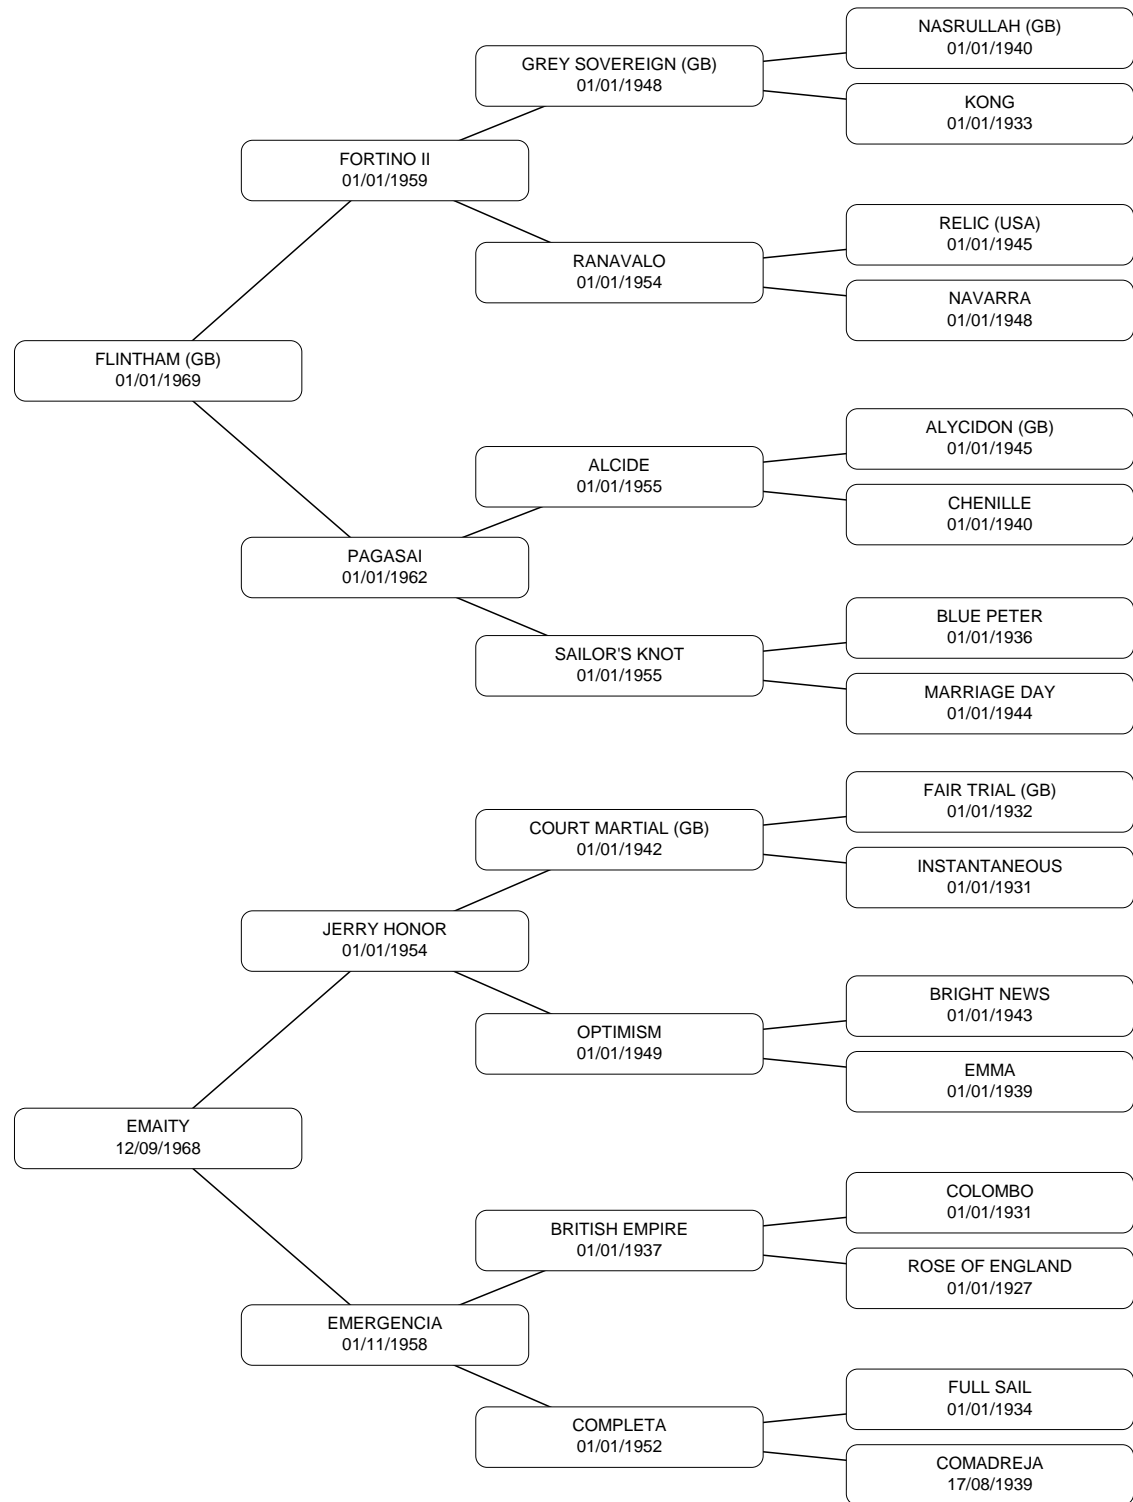 NASRULLAH (GB)
01/01/1940
GREY SOVEREIGN (GB)
01/01/1948
KONG
01/01/1933
FORTINO II
01/01/1959
RELIC (USA)
01/01/1945
RANAVALO
01/01/1954
NAVARRA
01/01/1948
FLINTHAM (GB)
01/01/1969
ALYCIDON (GB)
01/01/1945
ALCIDE
01/01/1955
CHENILLE
01/01/1940
PAGASAI
01/01/1962
BLUE PETER
01/01/1936
SAILOR'S KNOT
01/01/1955
MARRIAGE DAY
01/01/1944
FAIR TRIAL (GB)
01/01/1932
COURT MARTIAL (GB)
01/01/1942
INSTANTANEOUS
01/01/1931
JERRY HONOR
01/01/1954
BRIGHT NEWS
01/01/1943
OPTIMISM
01/01/1949
EMMA
01/01/1939
EMAITY
12/09/1968
COLOMBO
01/01/1931
BRITISH EMPIRE
01/01/1937
ROSE OF ENGLAND
01/01/1927
EMERGENCIA
01/11/1958
FULL SAIL
01/01/1934
COMPLETA
01/01/1952
COMADREJA
17/08/1939